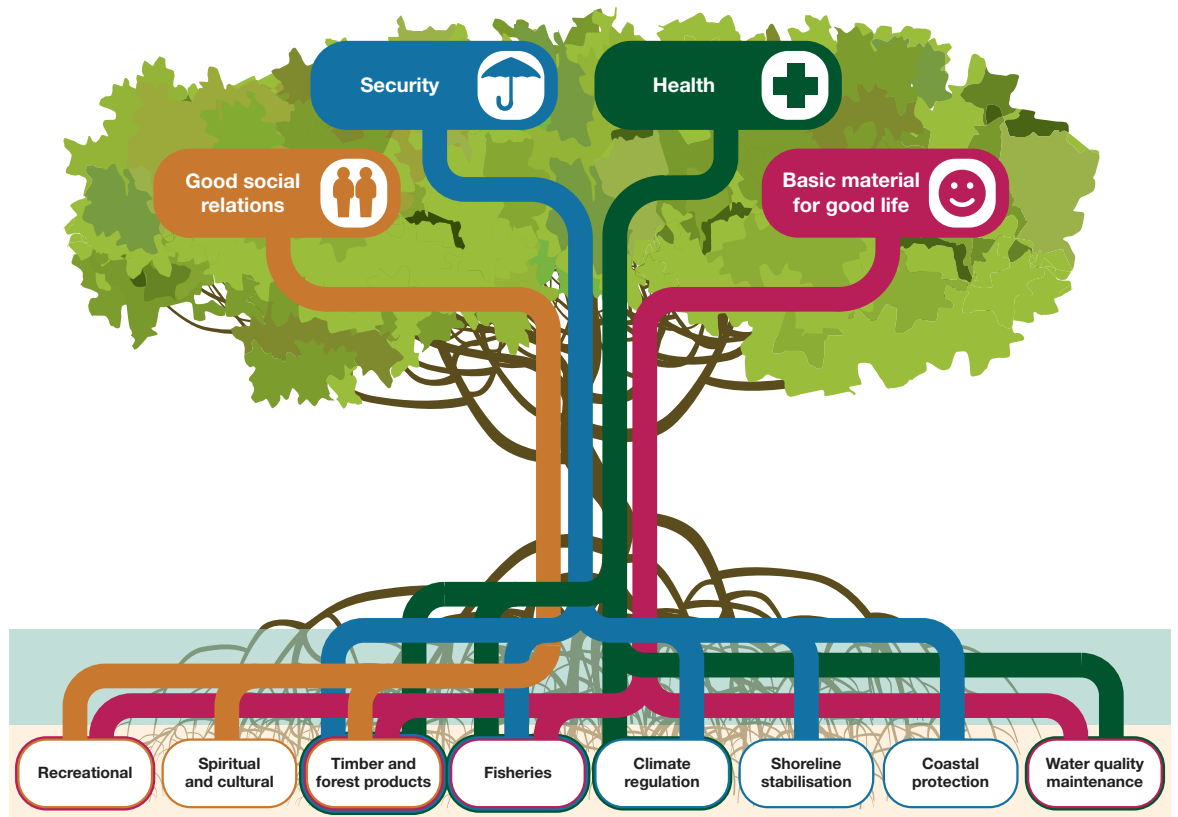 Security
Health
Good social
relations
Basic material
for good life
Recreational
Spiritual
and cultural
Timber and
forest products
Fisheries
Climate
regulation
Shoreline
stabilisation
Coastal
protection
Water quality
maintenance